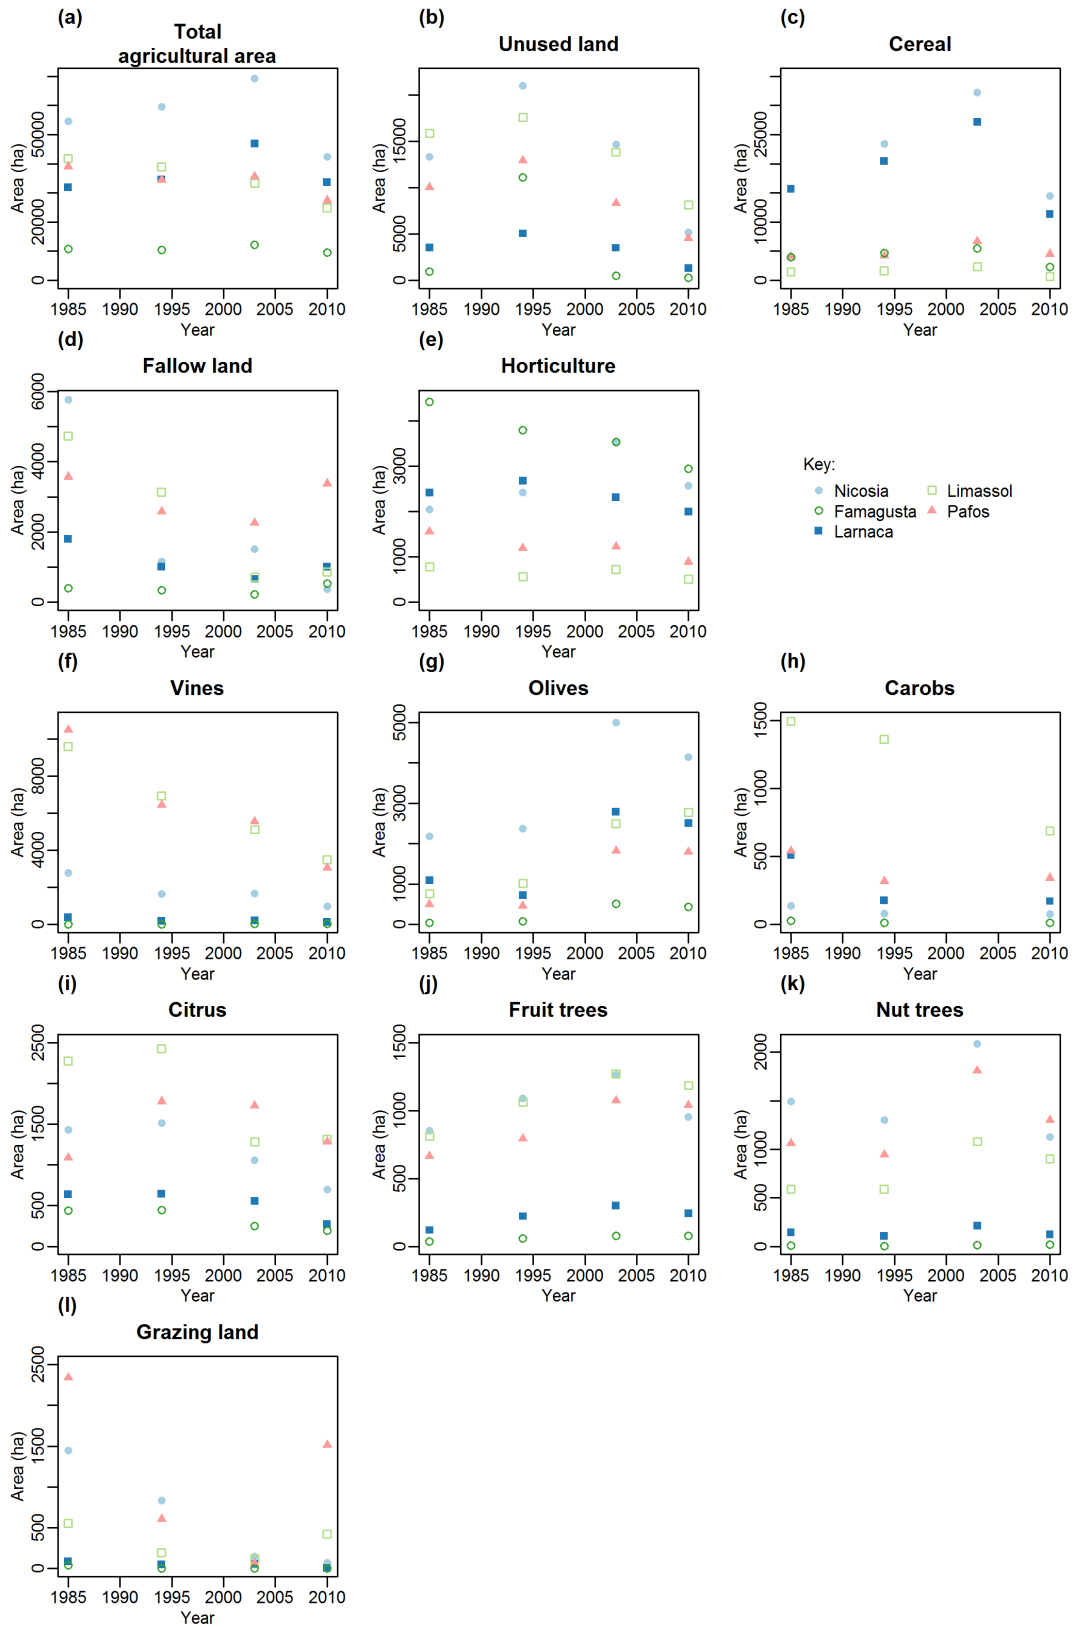 (a)
Total
agricultural area
Area (ha)
0 20000 50000
1985 1990 1995 2000 2005 2010
Year
(b)
Unused land
Area (ha)
0 5000 15000
1985 1990 1995 2000 2005 2010
Year
(c)
Cereal
Area (ha)
0 10000 25000
1985 1990 1995 2000 2005 2010
Year
(d)
Fallow land
Area (ha)
0 2000 4000 6000
1985 1990 1995 2000 2005 2010
Year
(e)
Horticulture
Area (ha)
0 1000 3000
1985 1990 1995 2000 2005 2010
Year
Key:
Nicosia
Famagusta
Larnaca
Limassol
Pafos
(f)
Vines
Area (ha)
0 4000 8000
1985 1990 1995 2000 2005 2010
Year
(g)
Olives
Area (ha)
0 1000 3000 5000
1985 1990 1995 2000 2005 2010
Year
(h)
Carobs
Area (ha)
0 500 1000 1500
1985 1990 1995 2000 2005 2010
Year
(i)
Citrus
Area (ha)
0 500 1500 2500
1985 1990 1995 2000 2005 2010
Year
(j)
Fruit trees
Area (ha)
0 500 1000 1500
1985 1990 1995 2000 2005 2010
Year
(k)
Nut trees
Area (ha)
0 500 1000 2000
1985 1990 1995 2000 2005 2010
Year
(l)
Grazing land
Area (ha)
0 500 1500 2500
1985 1990 1995 2000 2005 2010
Year